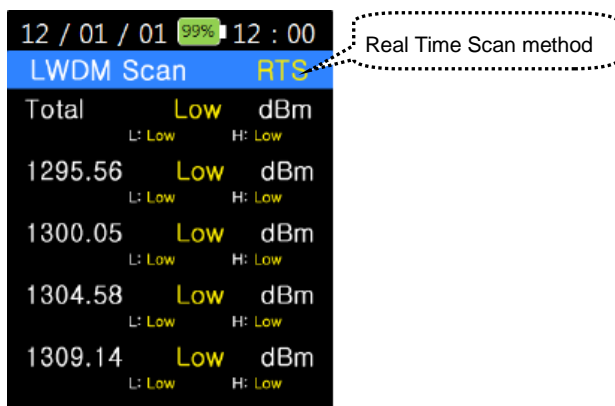 12 / 01 / 01 99% 12 : 00
Real Time Scan method
LWDM Scan RTS
Total Low dBm
L: Low H: Low
1295.56 Low dBm
L: Low H: Low
1300.05 Low dBm
L: Low H: Low
1304.58 Low dBm
L: Low H: Low
1309.14 Low dBm
L: Low H: Low